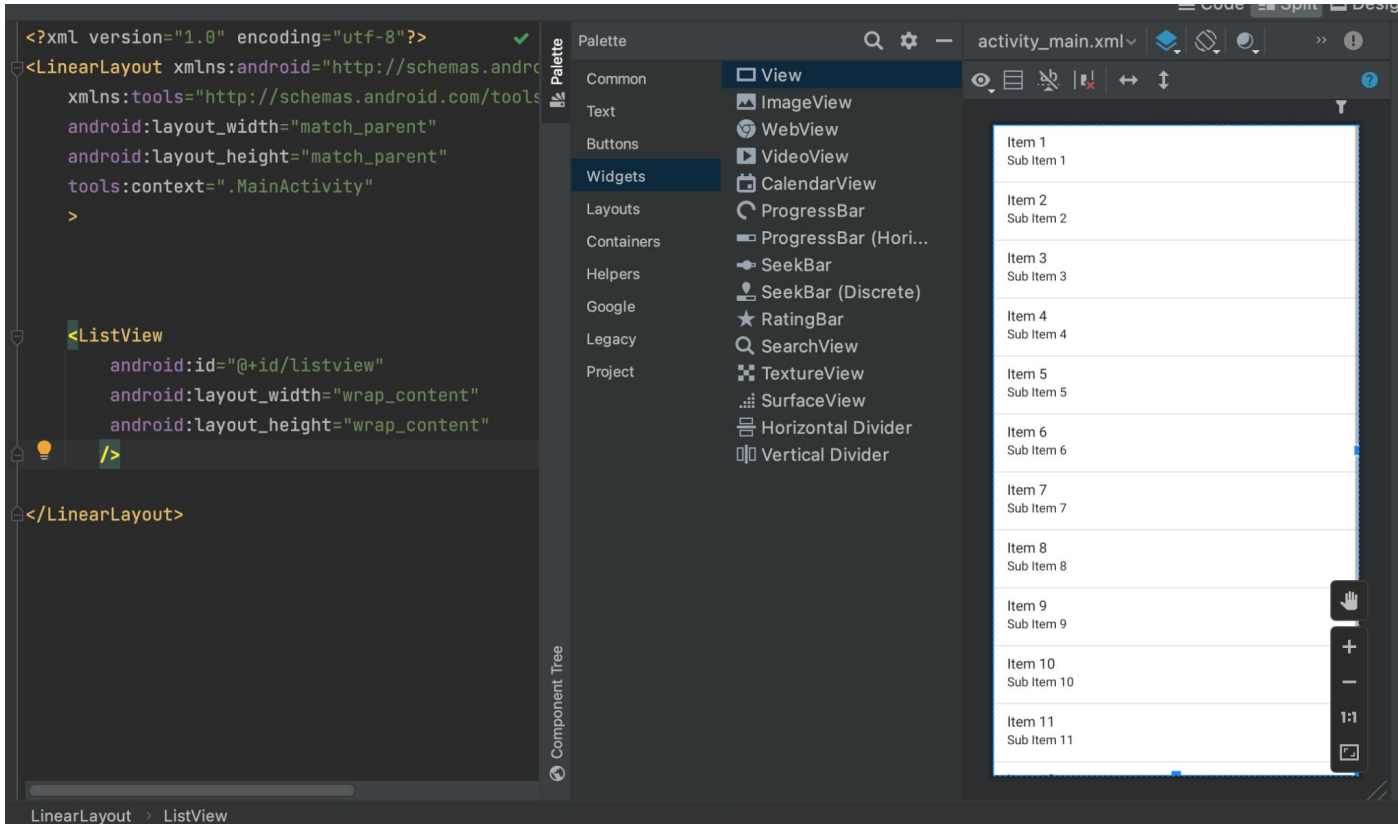 Code Split Desig
<?xml version="1.0" encoding="utf-8"?>
<LinearLayout xmlns:android="http://schemas.andro
xmlns:tools="http://schemas.android.com/tools
android:layout_width="match_parent"
android:layout_height="match_parent"
tools:context=".MainActivity"
>
<ListView
android:id="@+id/listview"
android:layout_width="wrap_content"
android:layout_height="wrap_content"
/>
</LinearLayout>
LinearLayout > ListView
Palette
Component Tree
Palette
Common
Text
Buttons
Widgets
Layouts
Containers
Helpers
Google
Legacy
Project
View
ImageView
WebView
VideoView
CalendarView
ProgressBar
ProgressBar (Hori...
SeekBar
SeekBar (Discrete)
RatingBar
SearchView
TextureView
SurfaceView
Horizontal Divider
Vertical Divider
activity_main.xml
Item 1
Sub Item 1
Item 2
Sub Item 2
Item 3
Sub Item 3
Item 4
Sub Item 4
Item 5
Sub Item 5
Item 6
Sub Item 6
Item 7
Sub Item 7
Item 8
Sub Item 8
Item 9
Sub Item 9
Item 10
Sub Item 10
Item 11
Sub Item 11
1:1